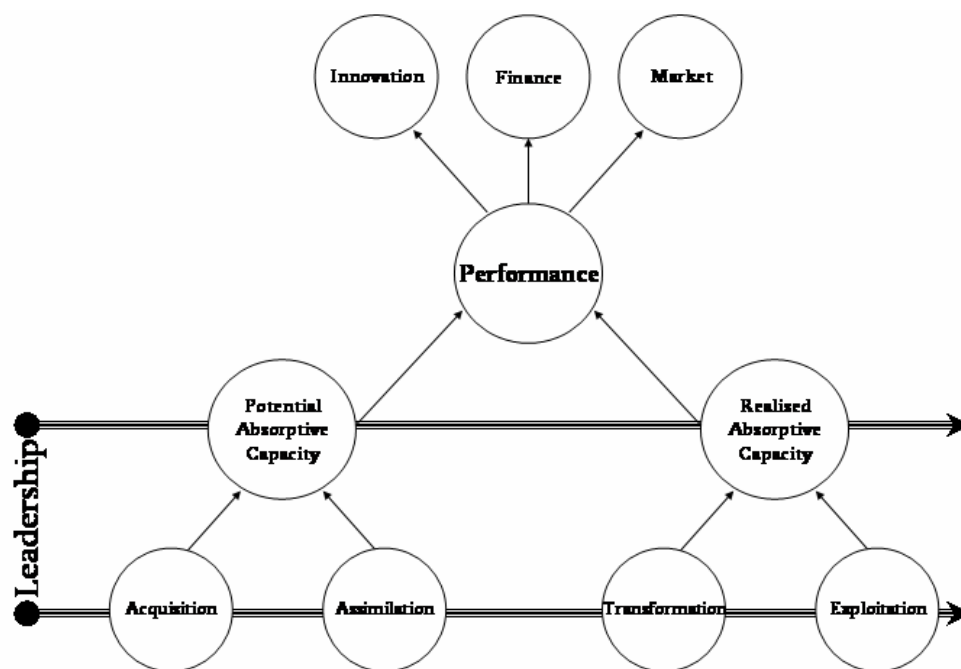 Innovation
Finance
Market
Performance
Potential
Absorptive
Capacity
Realised
Absorptive
Capacity
Leadership
Acquisition
Assimilation
Transformation
Exploitation